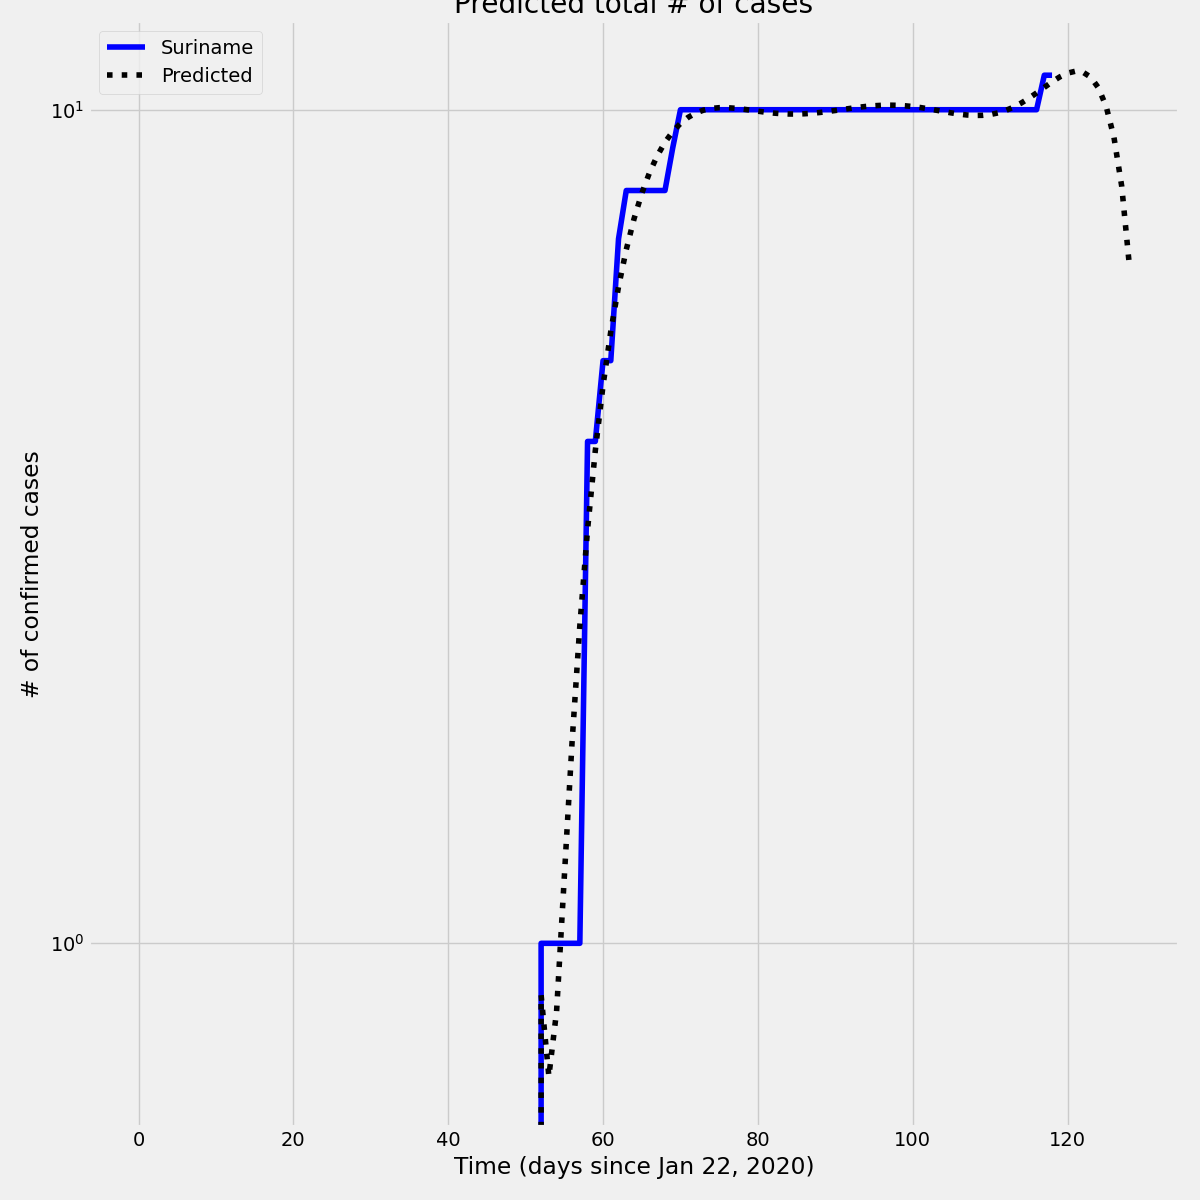 Predicted total # of cases
Suriname
Predicted
10¹
10⁰
# of confirmed cases
0 20 40 60 80 100 120
Time (days since Jan 22, 2020)